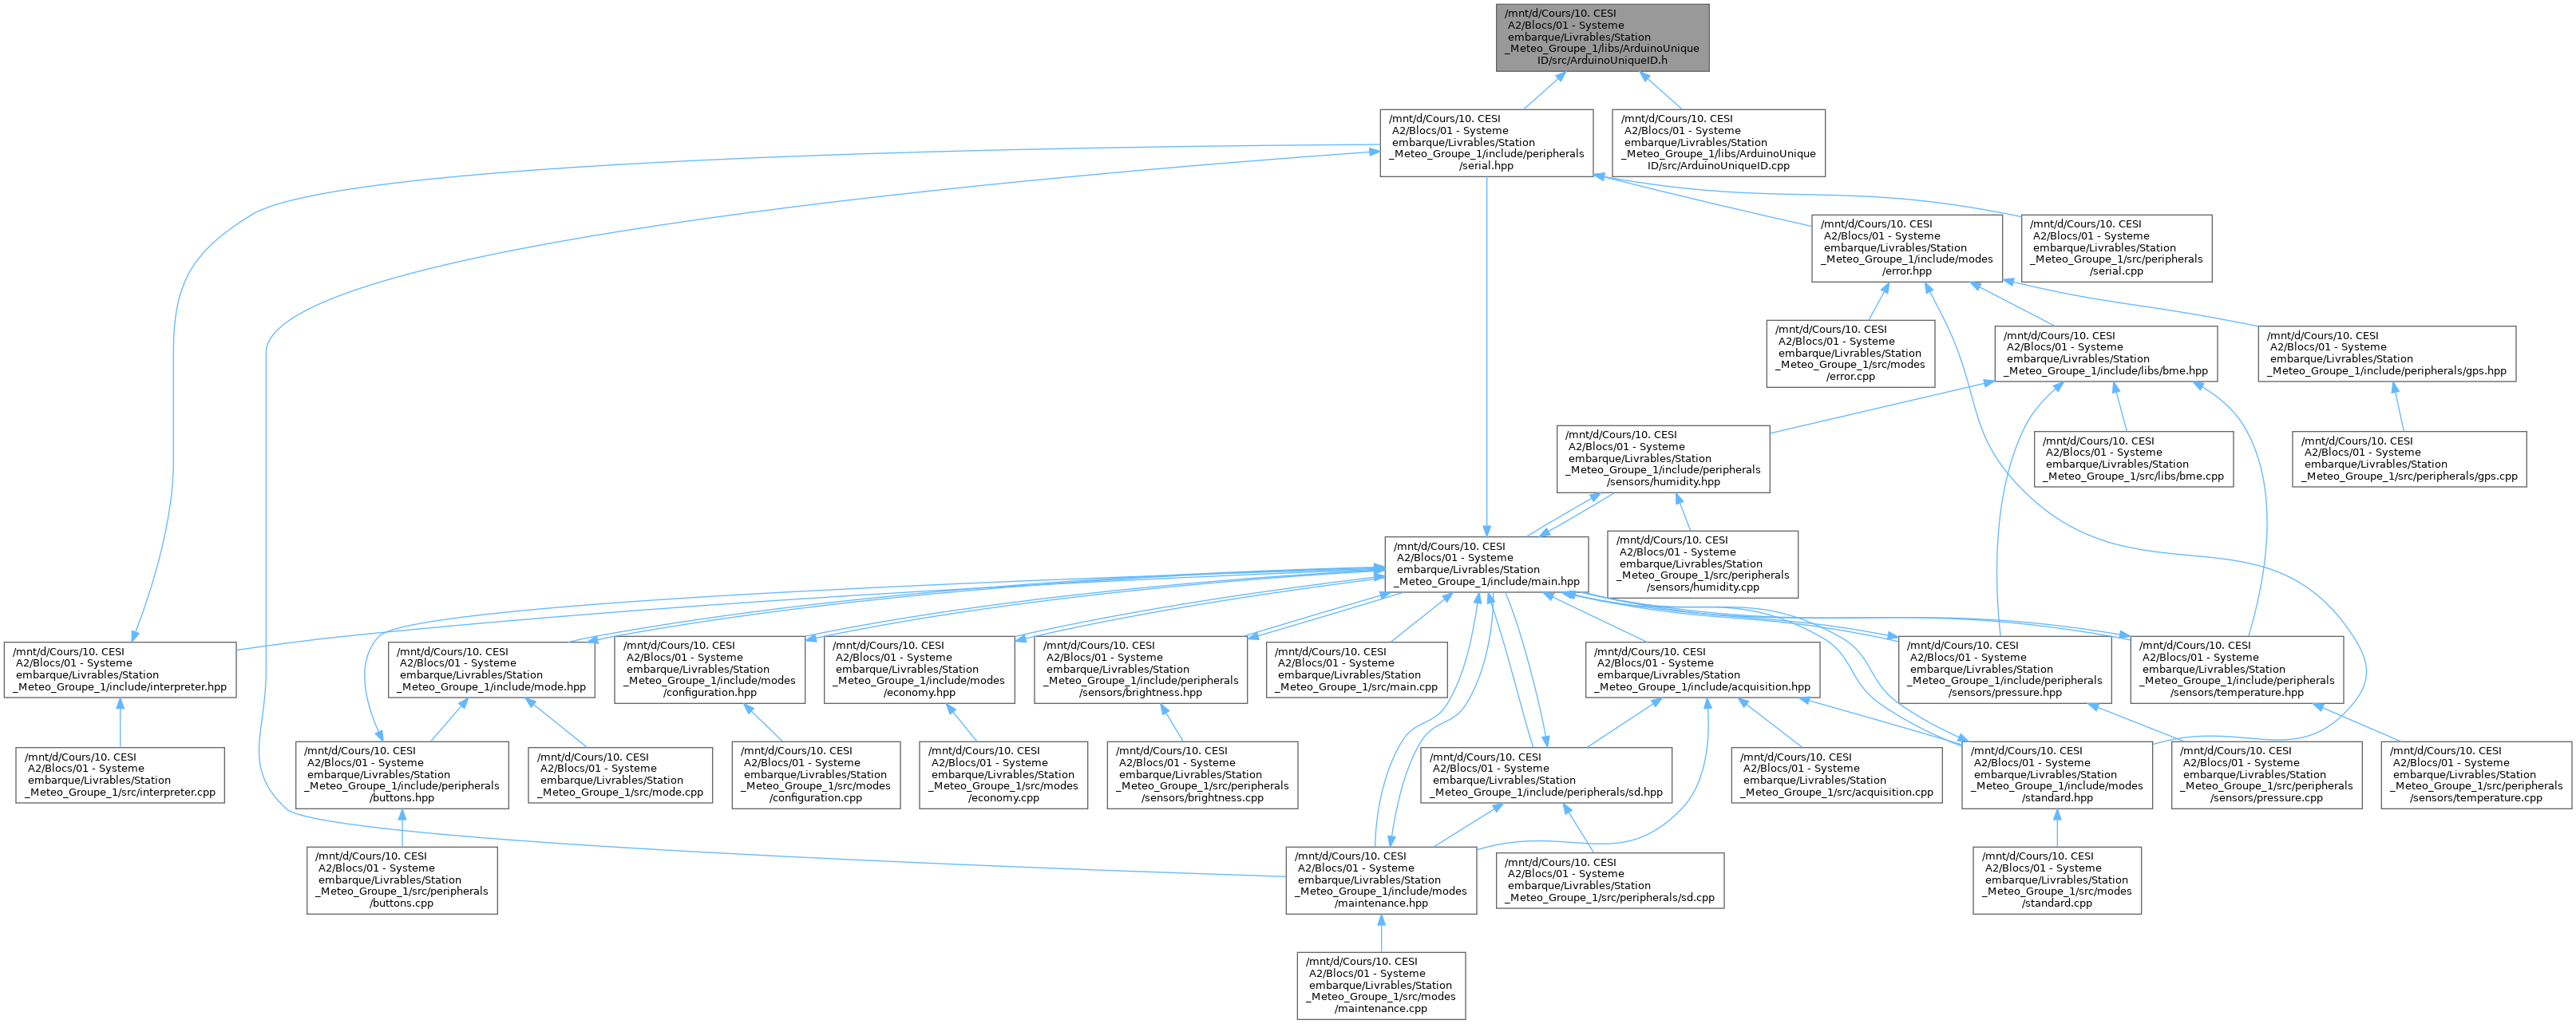 /mnt/d/Cours/10. CESI
A2/Blocs/01 - Systeme
embarque/Livrables/Station
_Meteo_Groupe_1/libs/ArduinoUnique
ID/src/ArduinoUniqueID.h
/mnt/d/Cours/10. CESI
A2/Blocs/01 - Systeme
embarque/Livrables/Station
_Meteo_Groupe_1/include/peripherals
/serial.hpp
/mnt/d/Cours/10. CESI
A2/Blocs/01 - Systeme
embarque/Livrables/Station
_Meteo_Groupe_1/libs/ArduinoUnique
ID/src/ArduinoUniqueID.cpp
/mnt/d/Cours/10. CESI
A2/Blocs/01 - Systeme
embarque/Livrables/Station
_Meteo_Groupe_1/include/modes
/error.hpp
/mnt/d/Cours/10. CESI
A2/Blocs/01 - Systeme
embarque/Livrables/Station
_Meteo_Groupe_1/src/peripherals
/serial.cpp
/mnt/d/Cours/10. CESI
A2/Blocs/01 - Systeme
embarque/Livrables/Station
_Meteo_Groupe_1/src/modes
/error.cpp
/mnt/d/Cours/10. CESI
A2/Blocs/01 - Systeme
embarque/Livrables/Station
_Meteo_Groupe_1/include/libs/bme.hpp
/mnt/d/Cours/10. CESI
A2/Blocs/01 - Systeme
embarque/Livrables/Station
_Meteo_Groupe_1/include/peripherals/gps.hpp
/mnt/d/Cours/10. CESI
A2/Blocs/01 - Systeme
embarque/Livrables/Station
_Meteo_Groupe_1/include/peripherals
/sensors/humidity.hpp
/mnt/d/Cours/10. CESI
A2/Blocs/01 - Systeme
embarque/Livrables/Station
_Meteo_Groupe_1/src/libs/bme.cpp
/mnt/d/Cours/10. CESI
A2/Blocs/01 - Systeme
embarque/Livrables/Station
_Meteo_Groupe_1/src/peripherals/gps.cpp
/mnt/d/Cours/10. CESI
A2/Blocs/01 - Systeme
embarque/Livrables/Station
_Meteo_Groupe_1/include/main.hpp
/mnt/d/Cours/10. CESI
A2/Blocs/01 - Systeme
embarque/Livrables/Station
_Meteo_Groupe_1/src/peripherals
/sensors/humidity.cpp
/mnt/d/Cours/10. CESI
A2/Blocs/01 - Systeme
embarque/Livrables/Station
_Meteo_Groupe_1/include/interpreter.hpp
/mnt/d/Cours/10. CESI
A2/Blocs/01 - Systeme
embarque/Livrables/Station
_Meteo_Groupe_1/include/mode.hpp
/mnt/d/Cours/10. CESI
A2/Blocs/01 - Systeme
embarque/Livrables/Station
_Meteo_Groupe_1/include/modes
/configuration.hpp
/mnt/d/Cours/10. CESI
A2/Blocs/01 - Systeme
embarque/Livrables/Station
_Meteo_Groupe_1/include/modes
/economy.hpp
/mnt/d/Cours/10. CESI
A2/Blocs/01 - Systeme
embarque/Livrables/Station
_Meteo_Groupe_1/include/peripherals
/sensors/brightness.hpp
/mnt/d/Cours/10. CESI
A2/Blocs/01 - Systeme
embarque/Livrables/Station
_Meteo_Groupe_1/src/main.cpp
/mnt/d/Cours/10. CESI
A2/Blocs/01 - Systeme
embarque/Livrables/Station
_Meteo_Groupe_1/include/acquisition.hpp
/mnt/d/Cours/10. CESI
A2/Blocs/01 - Systeme
embarque/Livrables/Station
_Meteo_Groupe_1/include/peripherals
/sensors/pressure.hpp
/mnt/d/Cours/10. CESI
A2/Blocs/01 - Systeme
embarque/Livrables/Station
_Meteo_Groupe_1/include/peripherals
/sensors/temperature.hpp
/mnt/d/Cours/10. CESI
A2/Blocs/01 - Systeme
embarque/Livrables/Station
_Meteo_Groupe_1/src/interpreter.cpp
/mnt/d/Cours/10. CESI
A2/Blocs/01 - Systeme
embarque/Livrables/Station
_Meteo_Groupe_1/include/peripherals
/buttons.hpp
/mnt/d/Cours/10. CESI
A2/Blocs/01 - Systeme
embarque/Livrables/Station
_Meteo_Groupe_1/src/mode.cpp
/mnt/d/Cours/10. CESI
A2/Blocs/01 - Systeme
embarque/Livrables/Station
_Meteo_Groupe_1/src/modes
/configuration.cpp
/mnt/d/Cours/10. CESI
A2/Blocs/01 - Systeme
embarque/Livrables/Station
_Meteo_Groupe_1/src/modes
/economy.cpp
/mnt/d/Cours/10. CESI
A2/Blocs/01 - Systeme
embarque/Livrables/Station
_Meteo_Groupe_1/src/peripherals
/sensors/brightness.cpp
/mnt/d/Cours/10. CESI
A2/Blocs/01 - Systeme
embarque/Livrables/Station
_Meteo_Groupe_1/include/peripherals/sd.hpp
/mnt/d/Cours/10. CESI
A2/Blocs/01 - Systeme
embarque/Livrables/Station
_Meteo_Groupe_1/src/acquisition.cpp
/mnt/d/Cours/10. CESI
A2/Blocs/01 - Systeme
embarque/Livrables/Station
_Meteo_Groupe_1/include/modes
/standard.hpp
/mnt/d/Cours/10. CESI
A2/Blocs/01 - Systeme
embarque/Livrables/Station
_Meteo_Groupe_1/src/peripherals
/sensors/pressure.cpp
/mnt/d/Cours/10. CESI
A2/Blocs/01 - Systeme
embarque/Livrables/Station
_Meteo_Groupe_1/src/peripherals
/sensors/temperature.cpp
/mnt/d/Cours/10. CESI
A2/Blocs/01 - Systeme
embarque/Livrables/Station
_Meteo_Groupe_1/src/peripherals
/buttons.cpp
/mnt/d/Cours/10. CESI
A2/Blocs/01 - Systeme
embarque/Livrables/Station
_Meteo_Groupe_1/include/modes
/maintenance.hpp
/mnt/d/Cours/10. CESI
A2/Blocs/01 - Systeme
embarque/Livrables/Station
_Meteo_Groupe_1/src/peripherals/sd.cpp
/mnt/d/Cours/10. CESI
A2/Blocs/01 - Systeme
embarque/Livrables/Station
_Meteo_Groupe_1/src/modes
/standard.cpp
/mnt/d/Cours/10. CESI
A2/Blocs/01 - Systeme
embarque/Livrables/Station
_Meteo_Groupe_1/src/modes
/maintenance.cpp